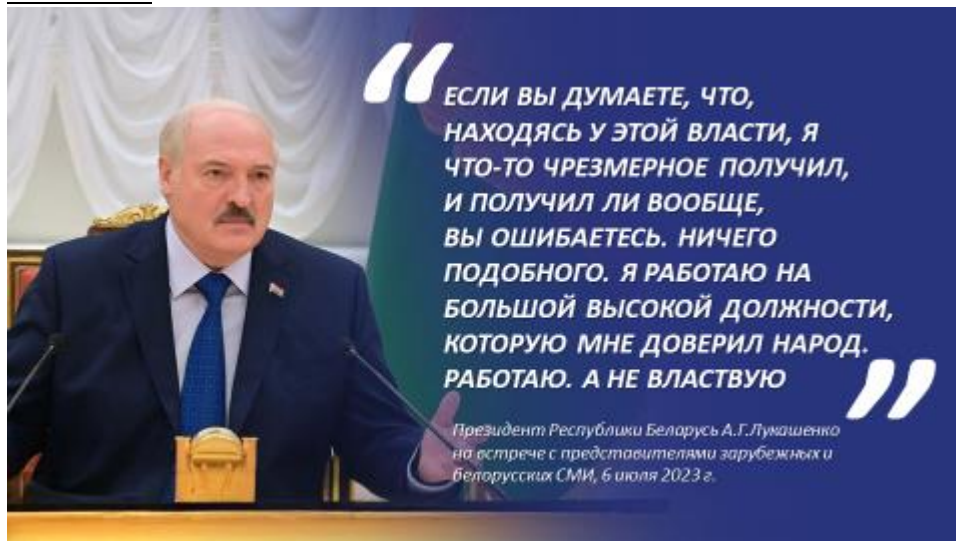 “
ЕСЛИ ВЫ ДУМАЕТЕ, ЧТО,
НАХОДЯСЬ У ЭТОЙ ВЛАСТИ, Я
ЧТО-ТО ЧРЕЗМЕРНОЕ ПОЛУЧИЛ,
И ПОЛУЧИЛ ЛИ ВООБЩЕ,
ВЫ ОШИБАЕТЕСЬ. НИЧЕГО
ПОДОБНОГО. Я РАБОТАЮ НА
БОЛЬШОЙ ВЫСОКОЙ ДОЛЖНОСТИ,
КОТОРУЮ МНЕ ДОВЕРИЛ НАРОД.
РАБОТАЮ. А НЕ ВЛАСТВУЮ
”
Президент Республики Беларусь А.Г.Лукашенко
на встрече с представителями зарубежных и
белорусских СМИ, 6 июля 2023 г.